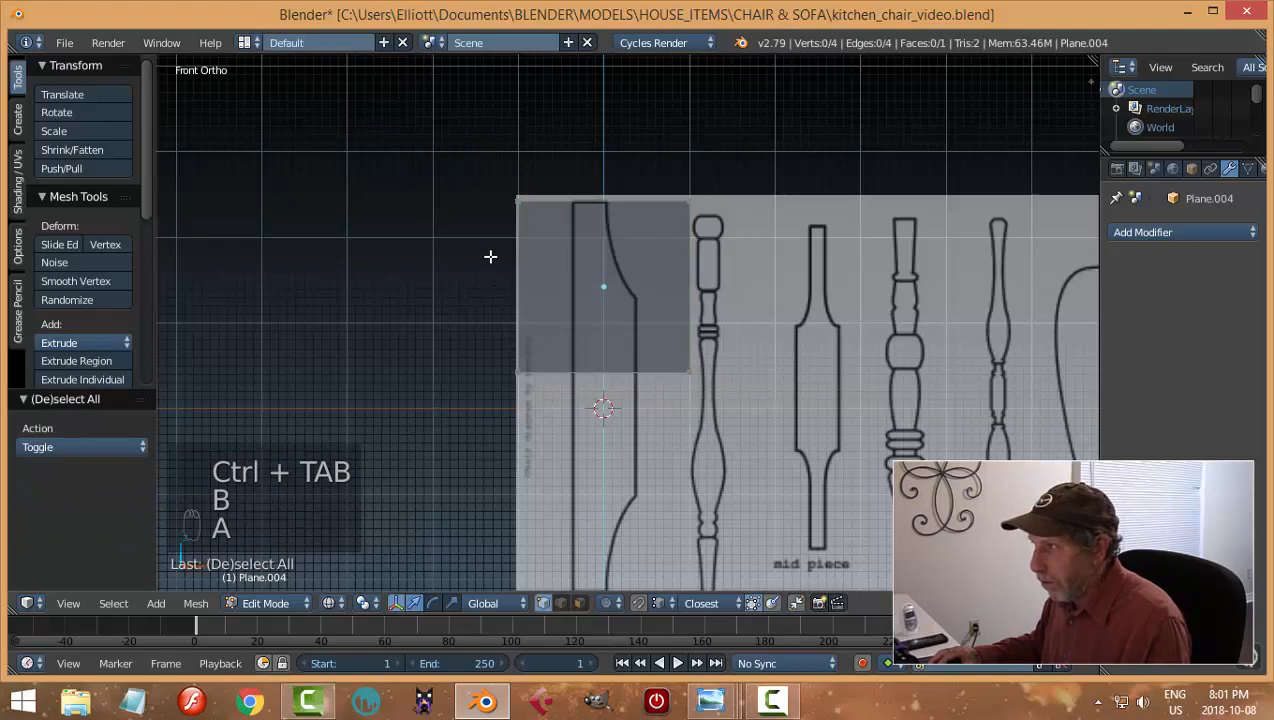 Blender* [C:\Users\Elliott\Documents\BLENDER\MODELS\HOUSE_ITEMS\CHAIR & SOFA\kitchen_chair_video.blend]
File Render Window Help Default Scene Cycles Render v2.79 | Verts:0/4 | Edges:0/4 | Faces:0/1 | Tris:2 | Mem:63.46M | Plane.004
Transform
Front Ortho
View Search All S
Translate
Scene
Rotate
RenderLay
Scale
World
Shrink/Fatten
Push/Pull
Tools
Create
Shading / UVs
Options
Grease Pencil
Mesh Tools
Plane.004
Deform:
Add Modifier
Slide Ed Vertex
Noise
Smooth Vertex
Randomize
Add:
Extrude
Extrude Region
Extrude Individual
(De)select All
Action
Toggle
Ctrl + TAB
B
A
Last: (De)select All
(1) Plane.004
mid piece
View Select Add Mesh Edit Mode Global Closest
-40 -20 0 20 40 60 80 100 120 140 160 180 200
View Marker Frame Playback Start: 1 End: 250 1 No Sync
ENG
US
8:01 PM
2018-10-08